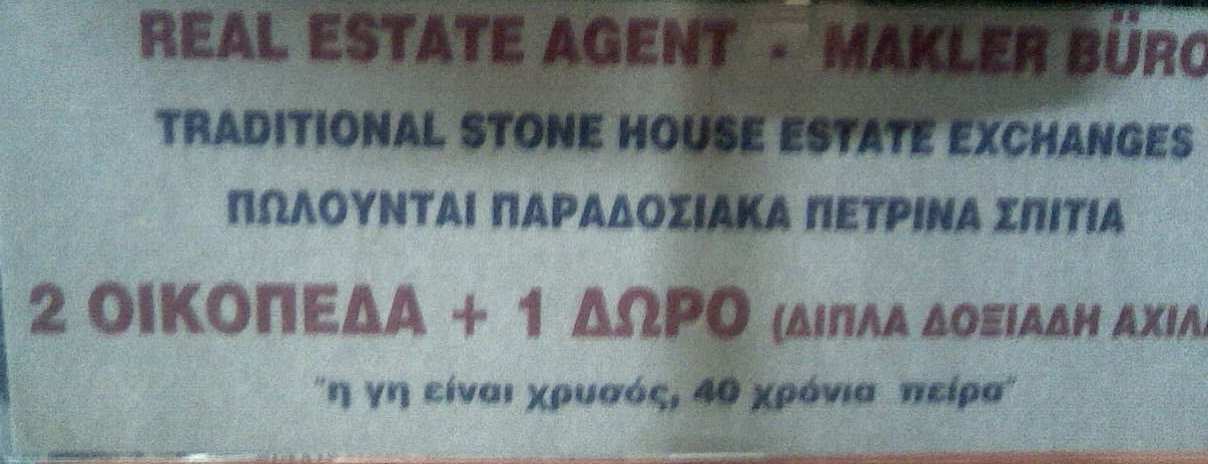 REAL ESTATE AGENT - MAKLER BÜRO
TRADITIONAL STONE HOUSE ESTATE EXCHANGES
ΠΩΛΟΥΝΤΑΙ ΠΑΡΑΔΟΣΙΑΚΑ ΠΕΤΡΙΝΑ ΣΠΙΤΙΑ
2 ΟΙΚΟΠΕΔΑ + 1 ΔΩΡΟ (ΔΙΠΛΑ ΔΟΞΙΑΔΗ
"η γη είναι χρυσός, 40 χρόνια πείρα"